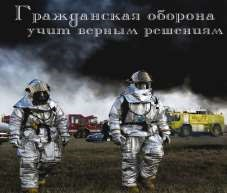 Гражданская оборона
учит верным решениям